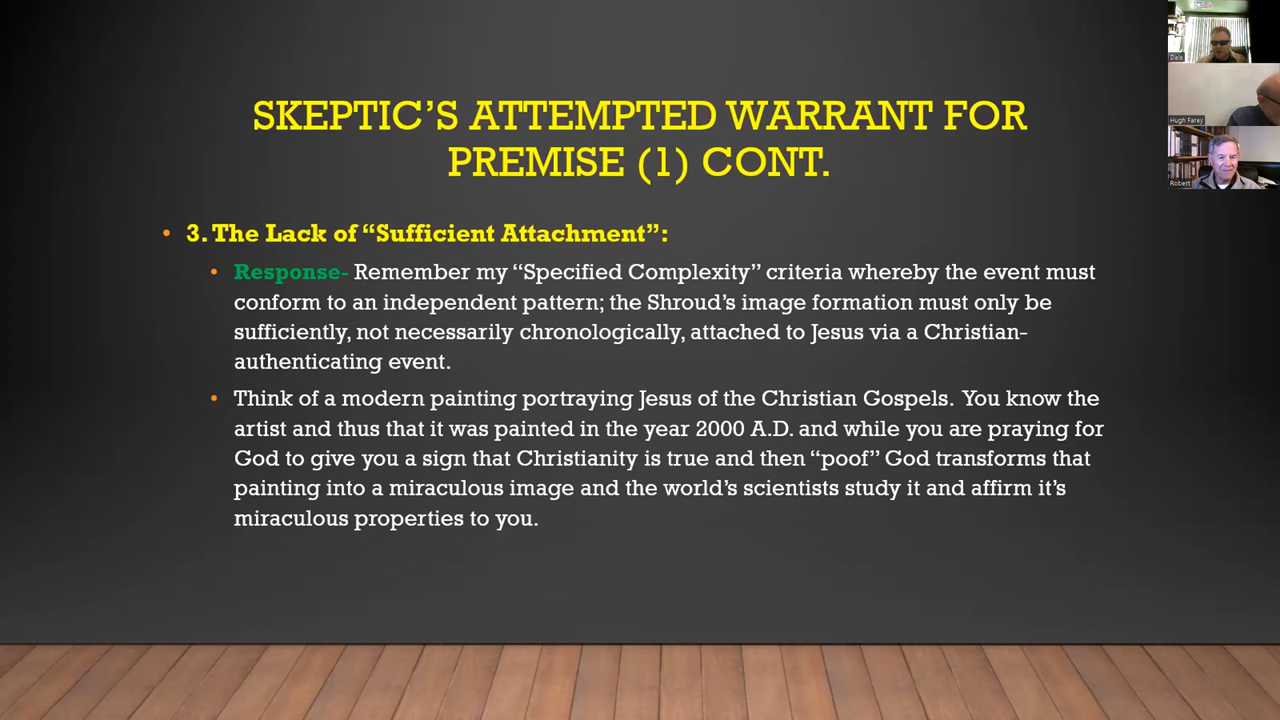 SKEPTIC'S ATTEMPTED WARRANT FOR
PREMISE (1) CONT.
• 3. The Lack of “Sufficient Attachment”:
• Response- Remember my “Specified Complexity” criteria whereby the event must
conform to an independent pattern; the Shroud's image formation must only be
sufficiently, not necessarily chronologically, attached to Jesus via a Christian-
authenticating event.
• Think of a modern painting portraying Jesus of the Christian Gospels. You know the
artist and thus that it was painted in the year 2000 A.D. and while you are praying for
God to give you a sign that Christianity is true and then “poof” God transforms that
painting into a miraculous image and the world's scientists study it and affirm it's
miraculous properties to you.
Dale
Hugh Farey
Robert